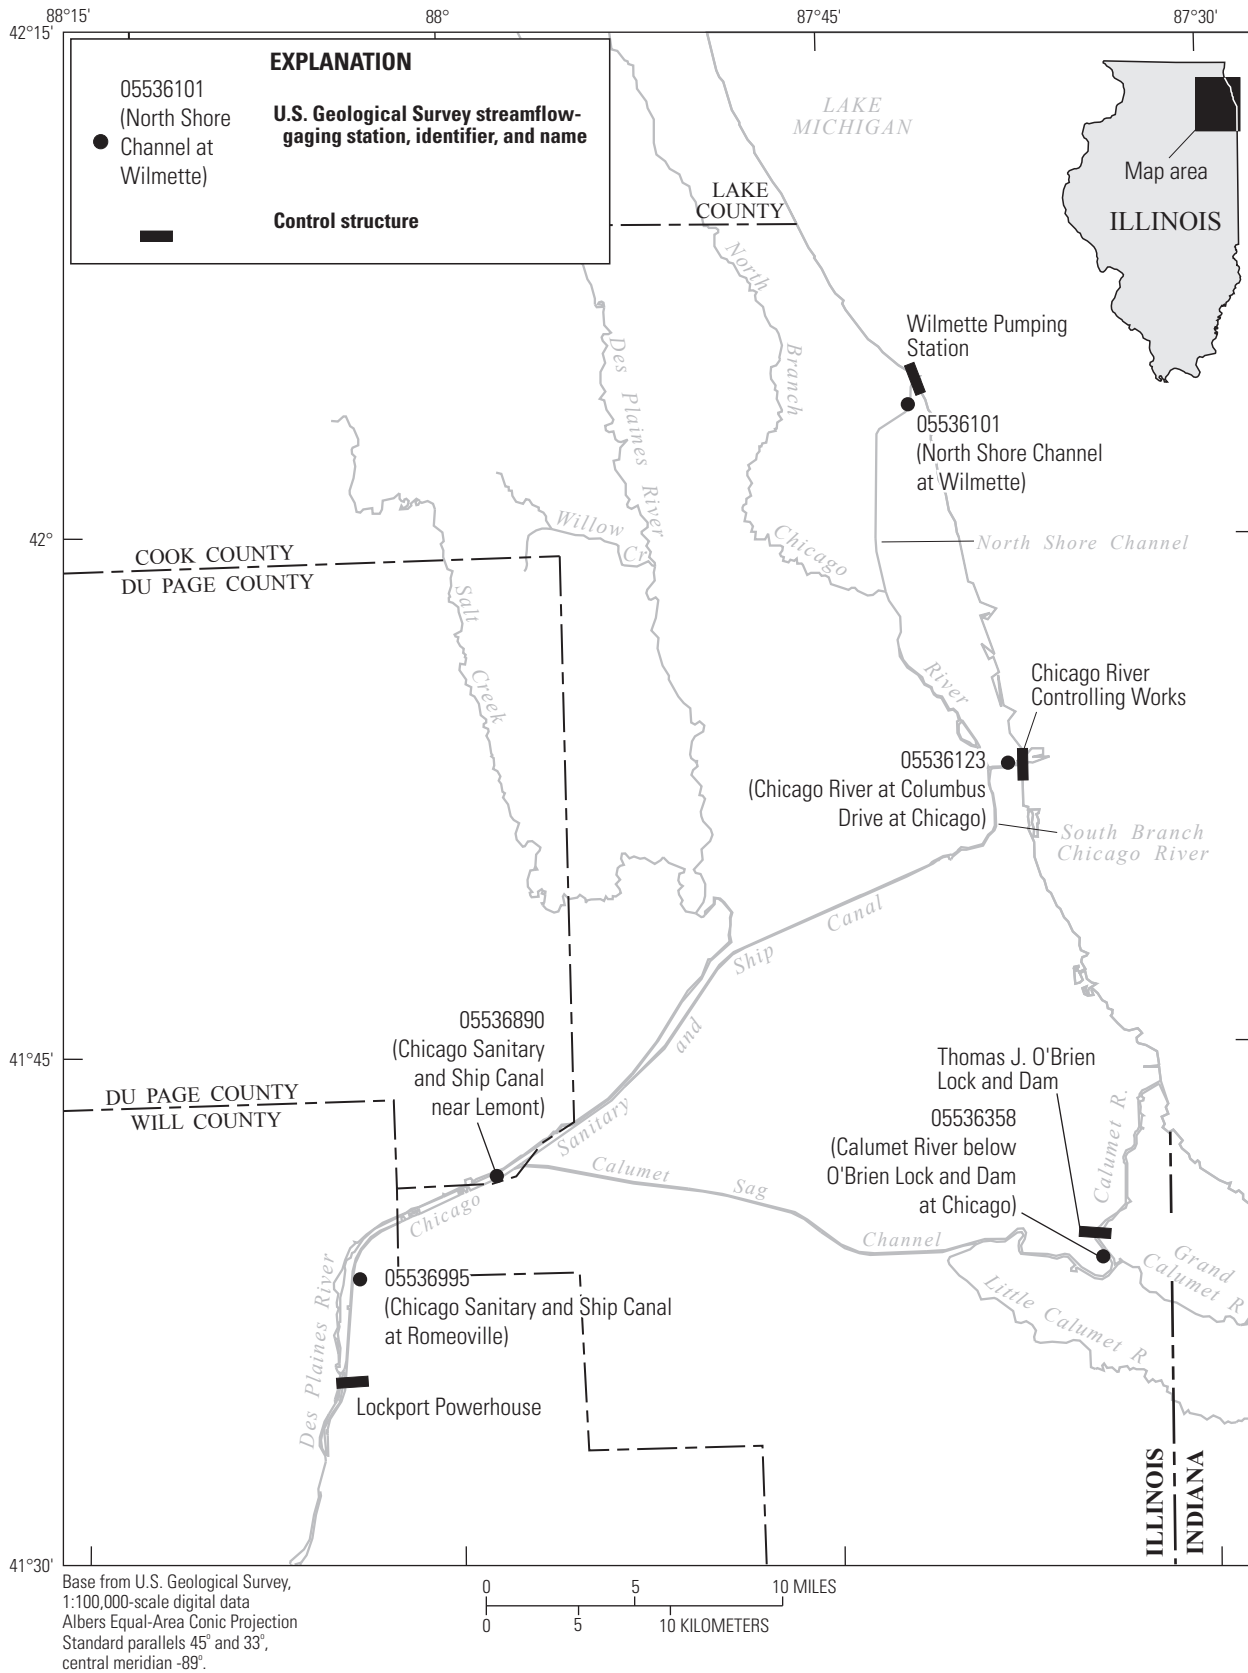 88°15'
88°
87°45'
87°30'
42°15'
EXPLANATION
05536101
(North Shore
Channel at
Wilmette)
U.S. Geological Survey streamflow-
gaging station, identifier, and name
Control structure
LAKE
MICHIGAN
Map area
ILLINOIS
LAKE
COUNTY
North
Branch
Chicago
River
Des Plaines River
Wilmette Pumping
Station
05536101
(North Shore Channel
at Wilmette)
Willow
Cr
North Shore Channel
42°
COOK COUNTY
DU PAGE COUNTY
Salt
Creek
Chicago River
Controlling Works
05536123
(Chicago River at Columbus
Drive at Chicago)
South Branch
Chicago River
Canal
Ship
and
Sanitary
Chicago
05536890
(Chicago Sanitary
and Ship Canal
near Lemont)
41°45'
DU PAGE COUNTY
WILL COUNTY
Thomas J. O'Brien
Lock and Dam
05536358
(Calumet River below
O'Brien Lock and Dam
at Chicago)
Calumet R.
Calumet
Sag
Channel
Grand
Calumet R
Little Calumet R
Des Plaines River
05536995
(Chicago Sanitary and Ship Canal
at Romeoville)
Lockport Powerhouse
ILLINOIS
INDIANA
41°30'
Base from U.S. Geological Survey,
1:100,000-scale digital data
Albers Equal-Area Conic Projection
Standard parallels 45° and 33°,
central meridian -89°.
0 5 10 MILES
0 5 10 KILOMETERS